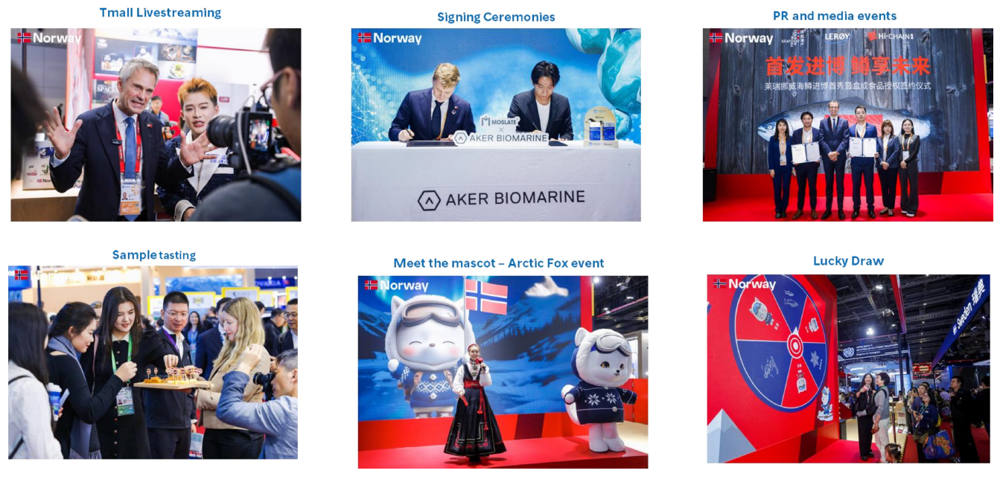 Tmall Livestreaming
Signing Ceremonies
PR and media events
Norway
Norway
MOSLATE
×
AKER BIOMARINE
AKER BIOMARINE
Norway
LERØY
Hi-CHAIN
首发进博 鳟享未来
莱瑞挪威海鳟进博首秀暨盒成食品授权签约仪式
Sample tasting
Meet the mascot – Arctic Fox event
Lucky Draw
Norway
Norway
Norway
Sweden 瑞典